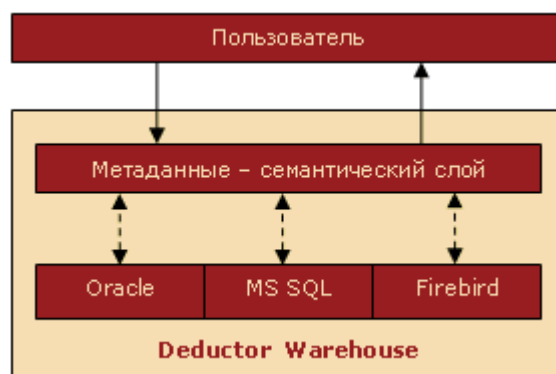 Пользователь
Метаданные – семантический слой
Oracle MS SQL Firebird
Deductor Warehouse